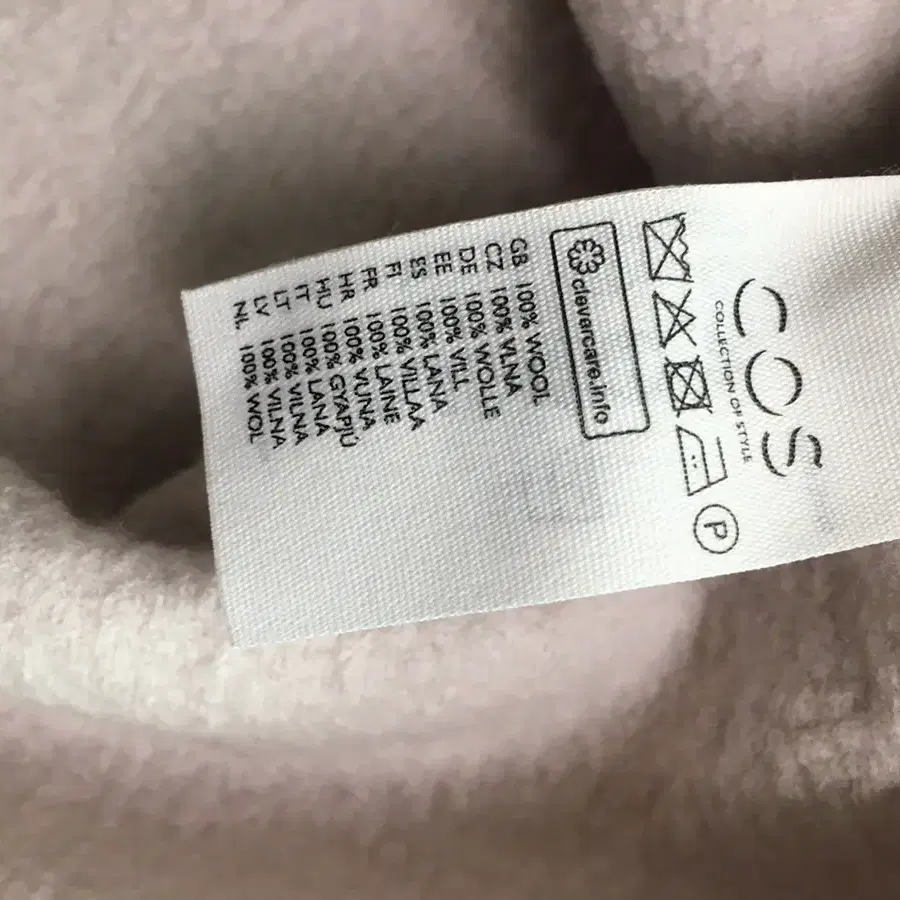 COS
COLLECTION OF STYLE
P
clevercare.info
GB 100% WOOL
CZ 100% VLNA
DE 100% WOLLE
EE 100% VILL
ES 100% LANA
FI 100% VILLAA
FR 100% LAINE
HR 100% VUNA
HU 100% GYAPJÚ
IT 100% LANA
LT 100% VILNA
LV 100% VILNA
NL 100% WOL